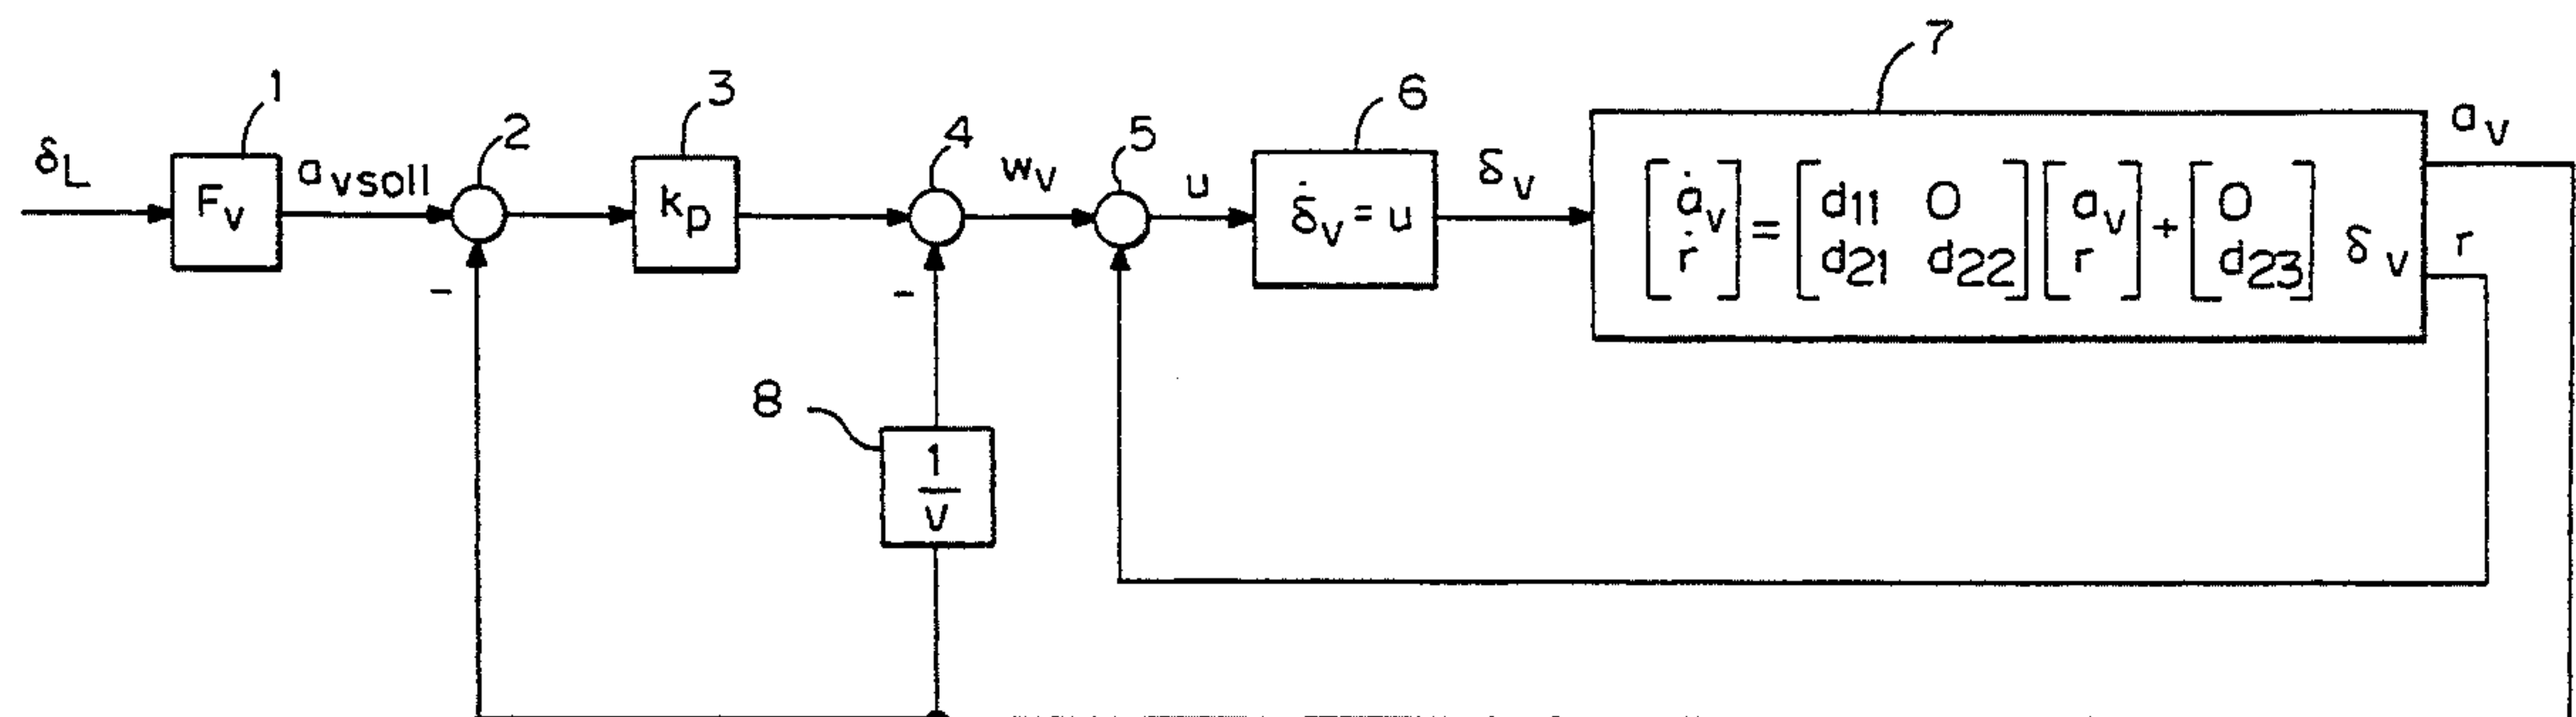 1
2
3
4
5
6
7
8
δ_L
F_v
a_vsoll
k_p
w_v
u
δ̇_v = u
δ_v
[ȧ_v ṙ] = [d11 0 d21 d22] [a_v r] + [0 d23] δ_v
a_v
r
-
-
1/v